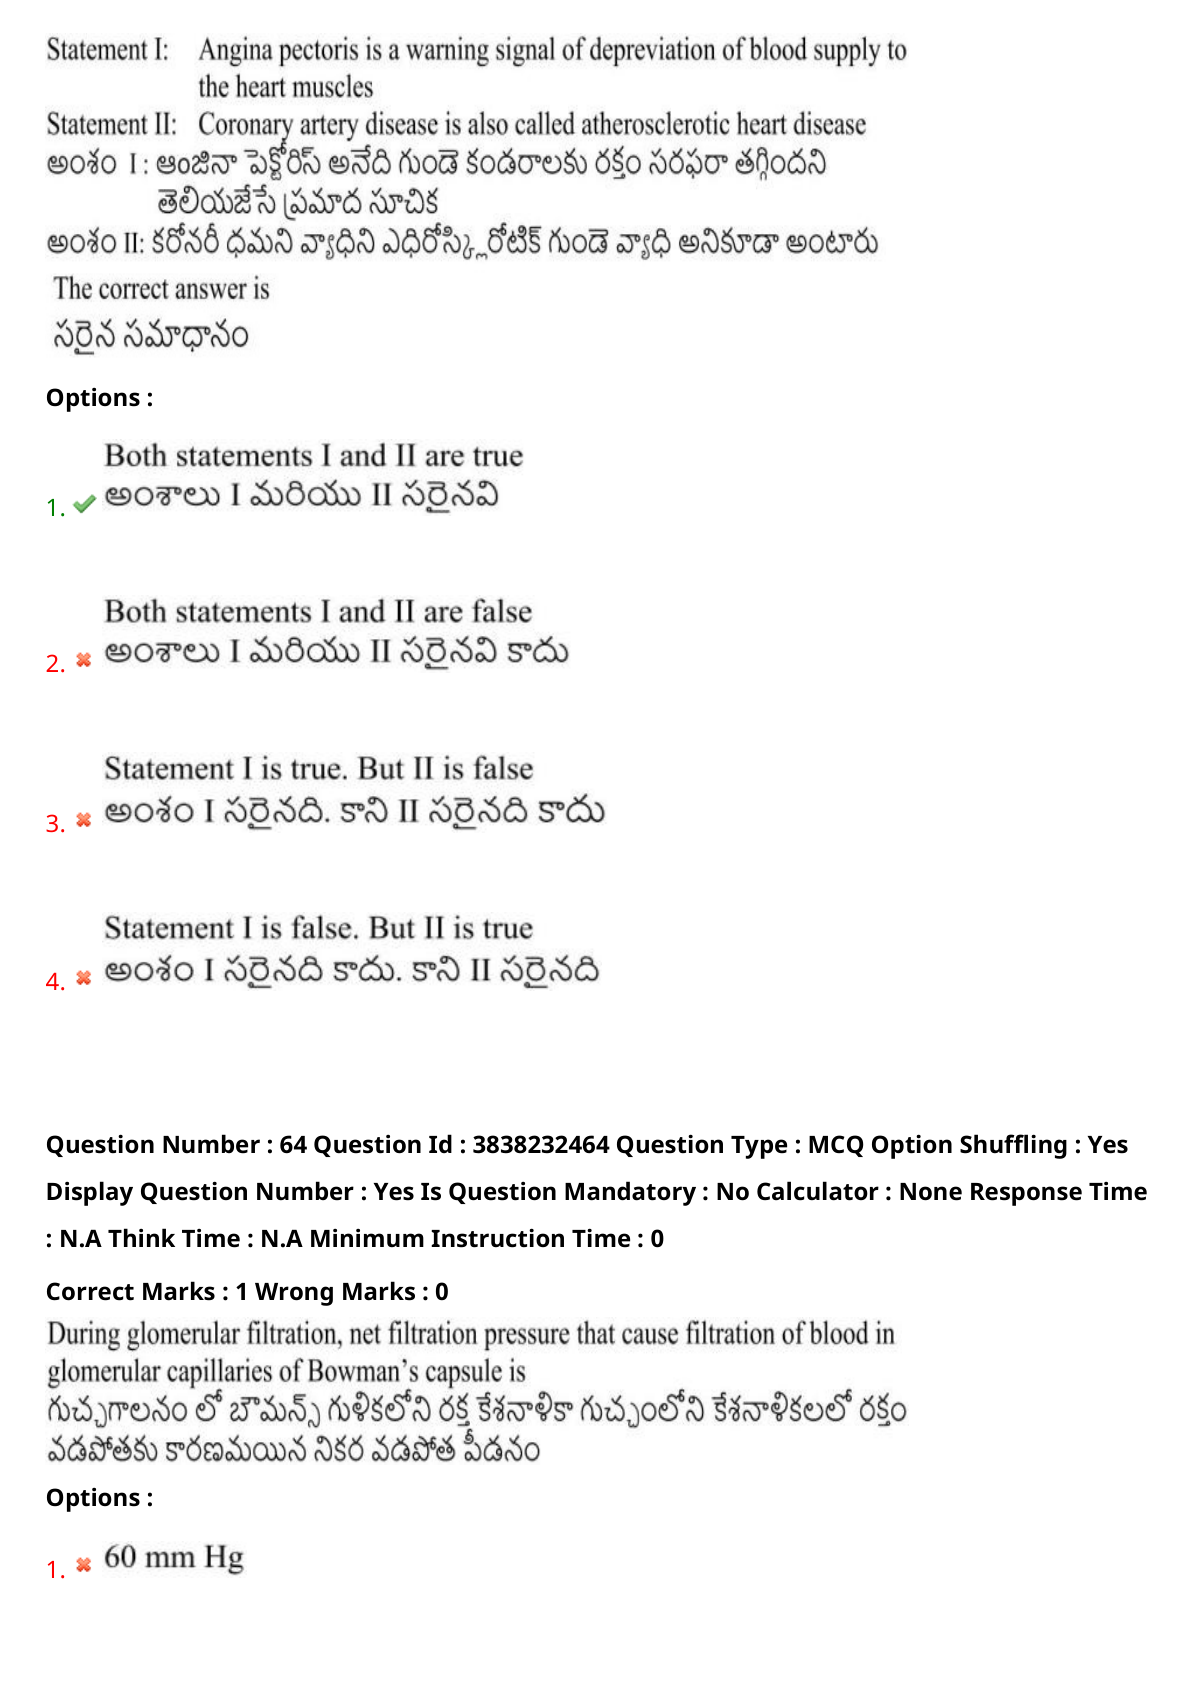 Statement I: Angina pectoris is a warning signal of depreviation of blood supply to
the heart muscles
Statement II: Coronary artery disease is also called atherosclerotic heart disease
అంశం I : ఆంజినా పెక్టోరిస్ అనేది గుండె కండరాలకు రక్తం సరఫరా తగ్గిందని
తెలియజేసే ప్రమాద సూచిక
అంశం II: కరోనరీ ధమని వ్యాధిని ఎధిరోస్క్లిరోటిక్ గుండె వ్యాధి అనికూడా అంటారు
The correct answer is
సరైన సమాధానం
Options :
Both statements I and II are true
1. అంశాలు I మరియు II సరైనవి
Both statements I and II are false
2. అంశాలు I మరియు II సరైనవి కాదు
Statement I is true. But II is false
3. అంశం I సరైనది. కాని II సరైనది కాదు
Statement I is false. But II is true
4. అంశం I సరైనది కాదు. కాని II సరైనది
Question Number : 64 Question Id : 3838232464 Question Type : MCQ Option Shuffling : Yes
Display Question Number : Yes Is Question Mandatory : No Calculator : None Response Time
: N.A Think Time : N.A Minimum Instruction Time : 0
Correct Marks : 1 Wrong Marks : 0
During glomerular filtration, net filtration pressure that cause filtration of blood in
glomerular capillaries of Bowman's capsule is
గుచ్ఛగాలనం లో బౌమన్స్ గుళికలోని రక్త కేశనాళికా గుచ్ఛంలోని కేశనాళికలలో రక్తం
వడపోతకు కారణమయిన నికర వడపోత పీడనం
Options :
1. 60 mm Hg